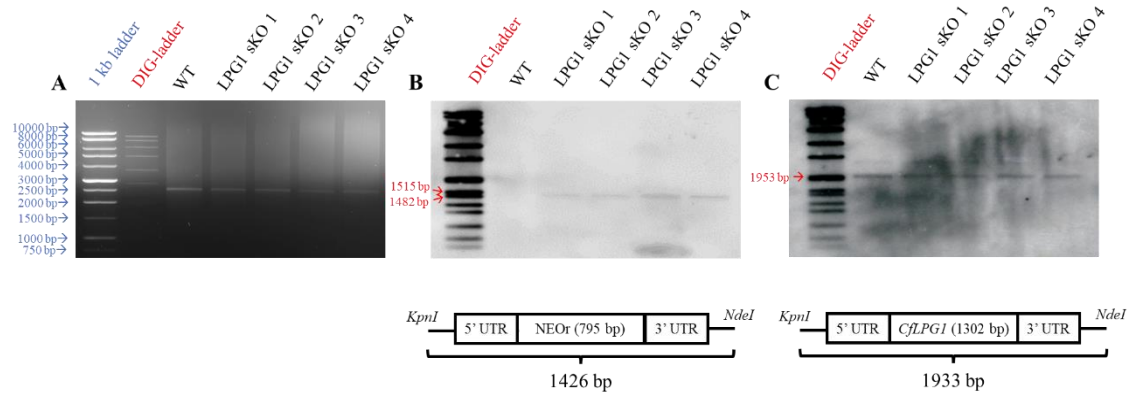 A
1 kb ladder
DIG-ladder
WT
LPG1 sKO 1
LPG1 sKO 2
LPG1 sKO 3
LPG1 sKO 4
10000 bp→
8000 bp→
6000 bp→
5000 bp→
4000 bp→
3000 bp→
2500 bp→
2000 bp→
1500 bp→
1000 bp→
750 bp→
B
DIG-ladder
WT
LPG1 sKO 1
LPG1 sKO 2
LPG1 sKO 3
LPG1 sKO 4
1515 bp→
1482 bp→
KpnI
5' UTR
NEOr (795 bp)
3' UTR
NdeI
1426 bp
C
DIG-ladder
WT
LPG1 sKO 1
LPG1 sKO 2
LPG1 sKO 3
LPG1 sKO 4
1953 bp→
KpnI
5' UTR
CfLPG1 (1302 bp)
3' UTR
NdeI
1933 bp